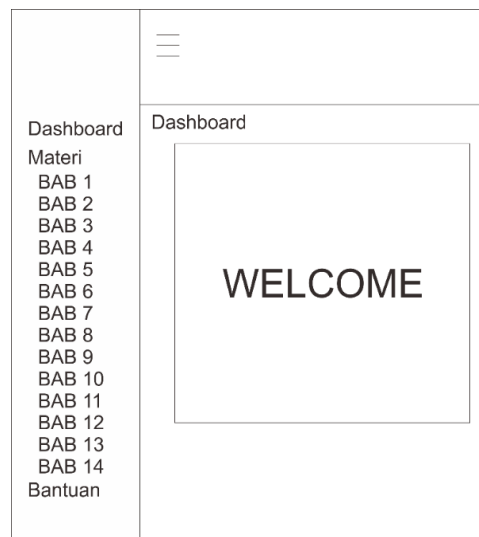 Dashboard
Materi
BAB 1
BAB 2
BAB 3
BAB 4
BAB 5
BAB 6
BAB 7
BAB 8
BAB 9
BAB 10
BAB 11
BAB 12
BAB 13
BAB 14
Bantuan
Dashboard
WELCOME